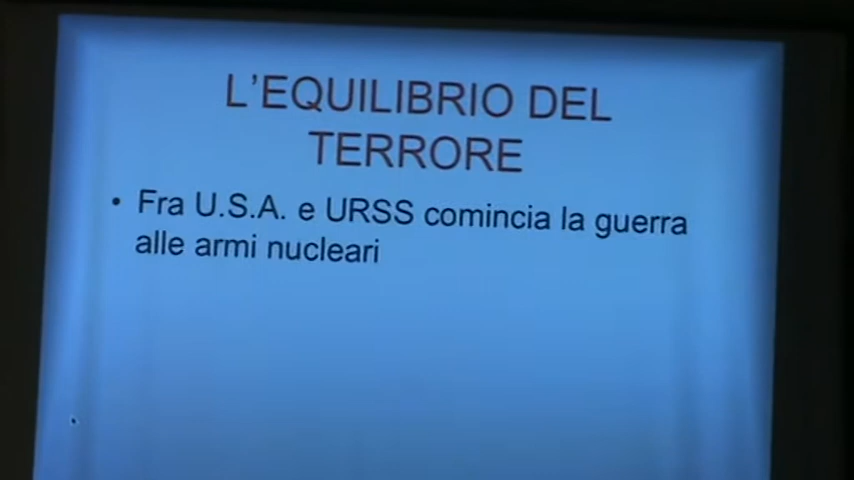 L'EQUILIBRIO DEL
TERRORE
• Fra U.S.A. e URSS comincia la guerra
alle armi nucleari